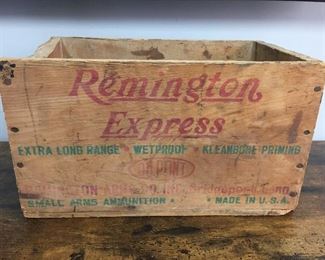 Remington
Express
EXTRA LONG RANGE • WETPROOF • KLEANBORE PRIMING
DU PONT
REMINGTON ARMS CO. INC. Bridgeport, Conn.
SMALL ARMS AMMUNITION • MADE IN U.S.A.